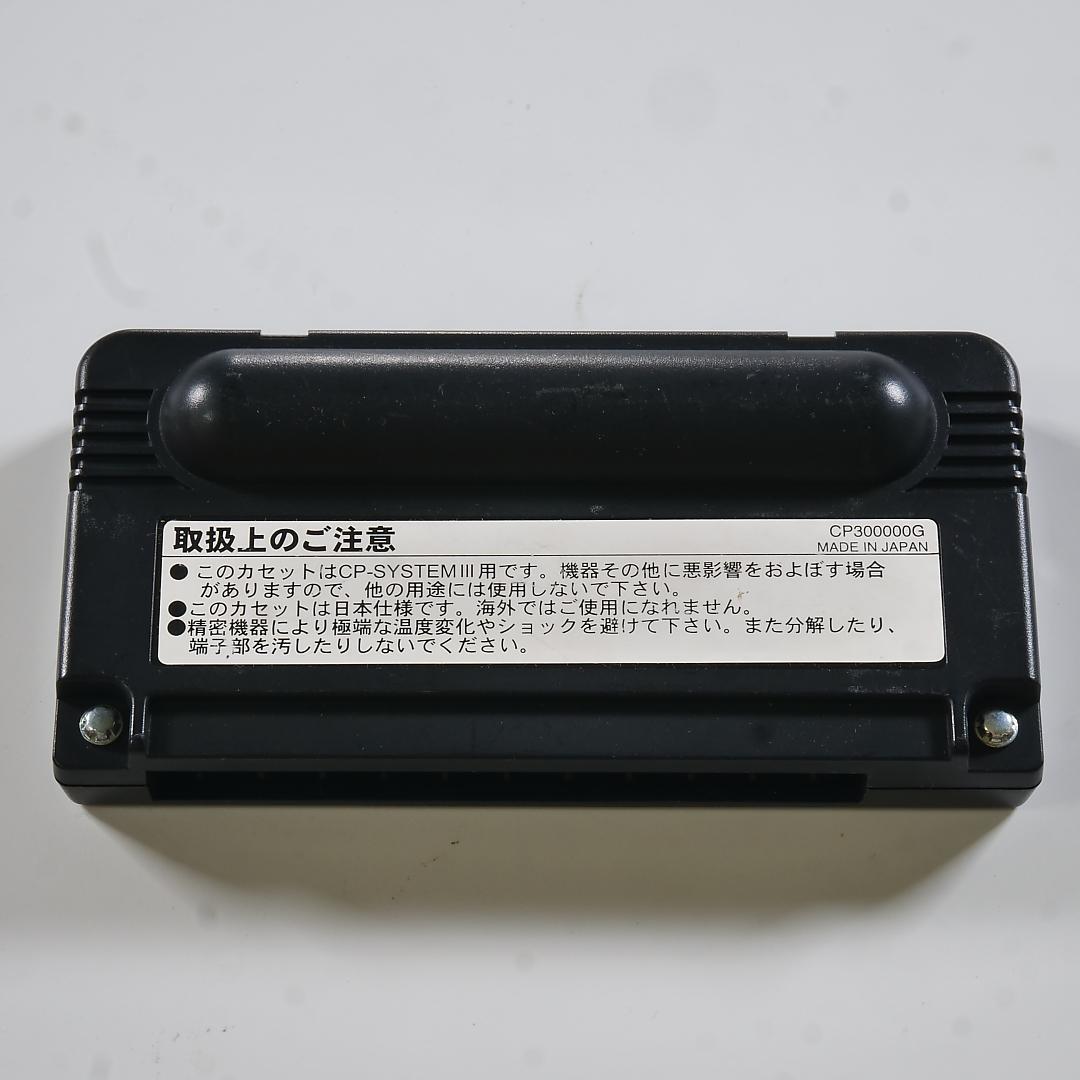 取扱上のご注意
CP300000G
MADE IN JAPAN
●このカセットはCP-SYSTEMⅢ用です。機器その他に悪影響をおよぼす場合
がありますので、他の用途には使用しないで下さい。
●このカセットは日本仕様です。海外ではご使用になれません。
●精密機器により極端な温度変化やショックを避けて下さい。また分解したり、
端子部を汚したりしないでください。